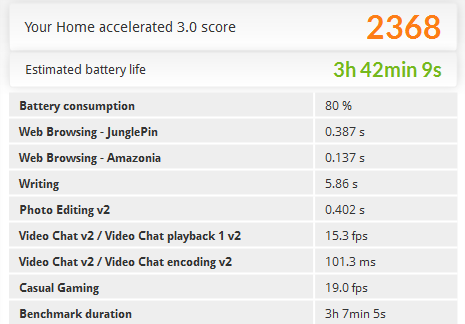 Your Home accelerated 3.0 score 2368
Estimated battery life 3h 42min 9s
Battery consumption 80 %
Web Browsing - JunglePin 0.387 s
Web Browsing - Amazonia 0.137 s
Writing 5.86 s
Photo Editing v2 0.402 s
Video Chat v2 / Video Chat playback 1 v2 15.3 fps
Video Chat v2 / Video Chat encoding v2 101.3 ms
Casual Gaming 19.0 fps
Benchmark duration 3h 7min 5s